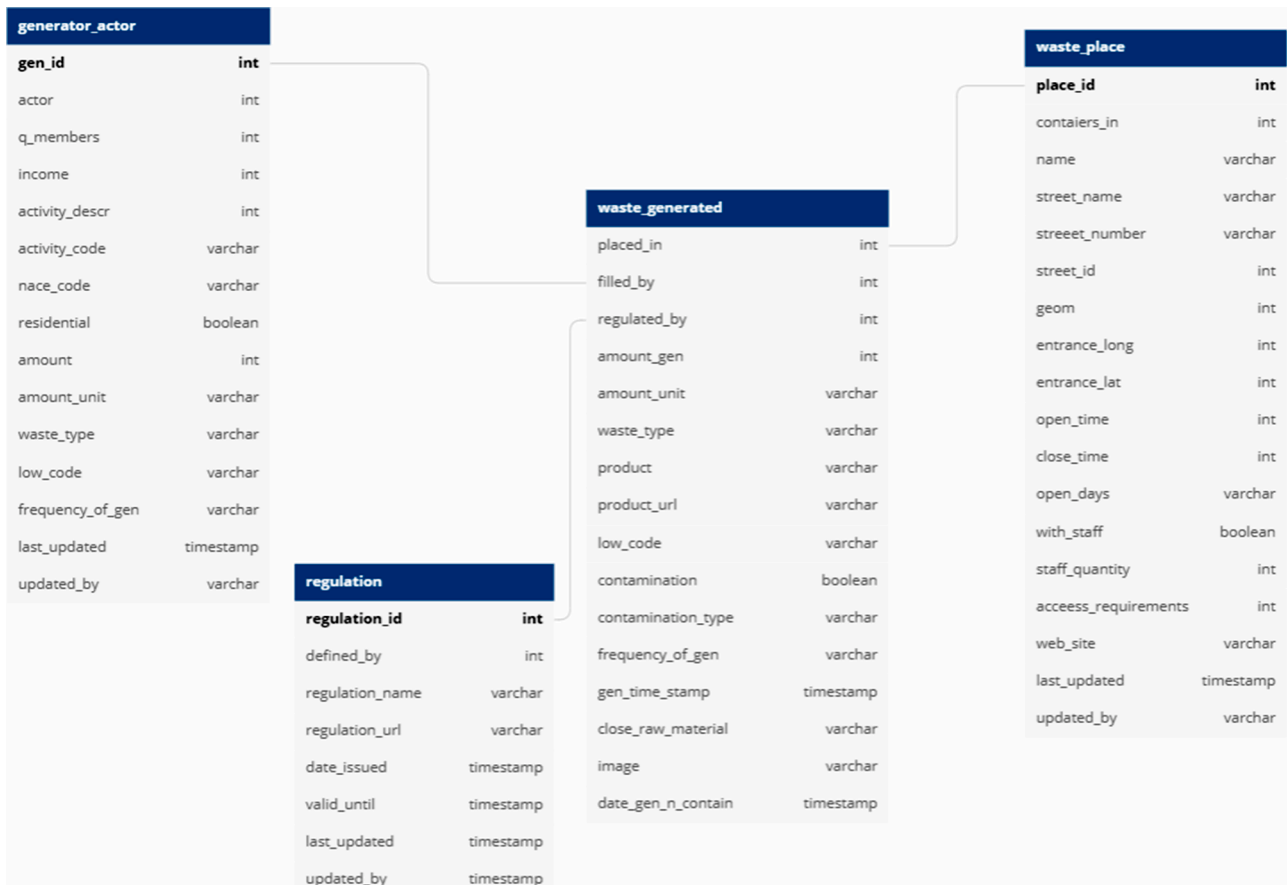 generator_actor
gen_id int
actor int
q_members int
income int
activity_descr int
activity_code varchar
nace_code varchar
residential boolean
amount int
amount_unit varchar
waste_type varchar
low_code varchar
frequency_of_gen varchar
last_updated timestamp
updated_by varchar
regulation
regulation_id int
defined_by int
regulation_name varchar
regulation_url varchar
date_issued timestamp
valid_until timestamp
last_updated timestamp
updated_by timestamp
waste_generated
placed_in int
filled_by int
regulated_by int
amount_gen int
amount_unit varchar
waste_type varchar
product varchar
product_url varchar
low_code varchar
contamination boolean
contamination_type varchar
frequency_of_gen varchar
gen_time_stamp timestamp
close_raw_material varchar
image varchar
date_gen_n_contain timestamp
waste_place
place_id int
contaiers_in int
name varchar
street_name varchar
streeet_number varchar
street_id int
geom int
entrance_long int
entrance_lat int
open_time int
close_time int
open_days varchar
with_staff boolean
staff_quantity int
acceess_requirements int
web_site varchar
last_updated timestamp
updated_by varchar